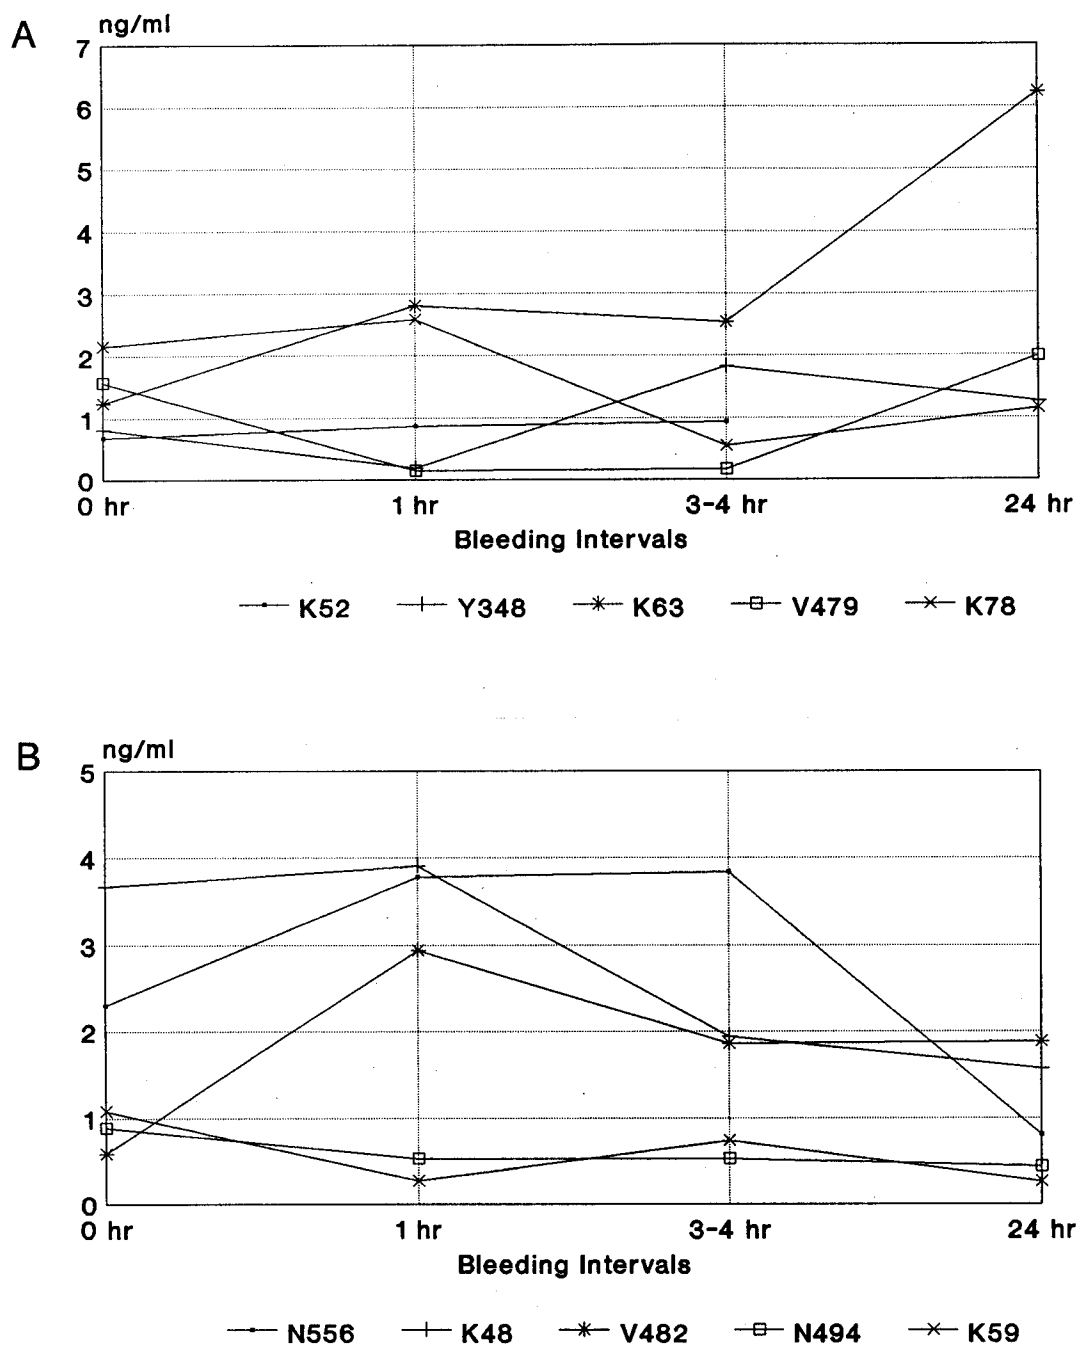 A
ng/ml
7
6
5
4
3
2
1
0
0 hr 1 hr 3-4 hr 24 hr
Bleeding Intervals
K52 Y348 K63 V479 K78
B
ng/ml
5
4
3
2
1
0
0 hr 1 hr 3-4 hr 24 hr
Bleeding Intervals
N556 K48 V482 N494 K59